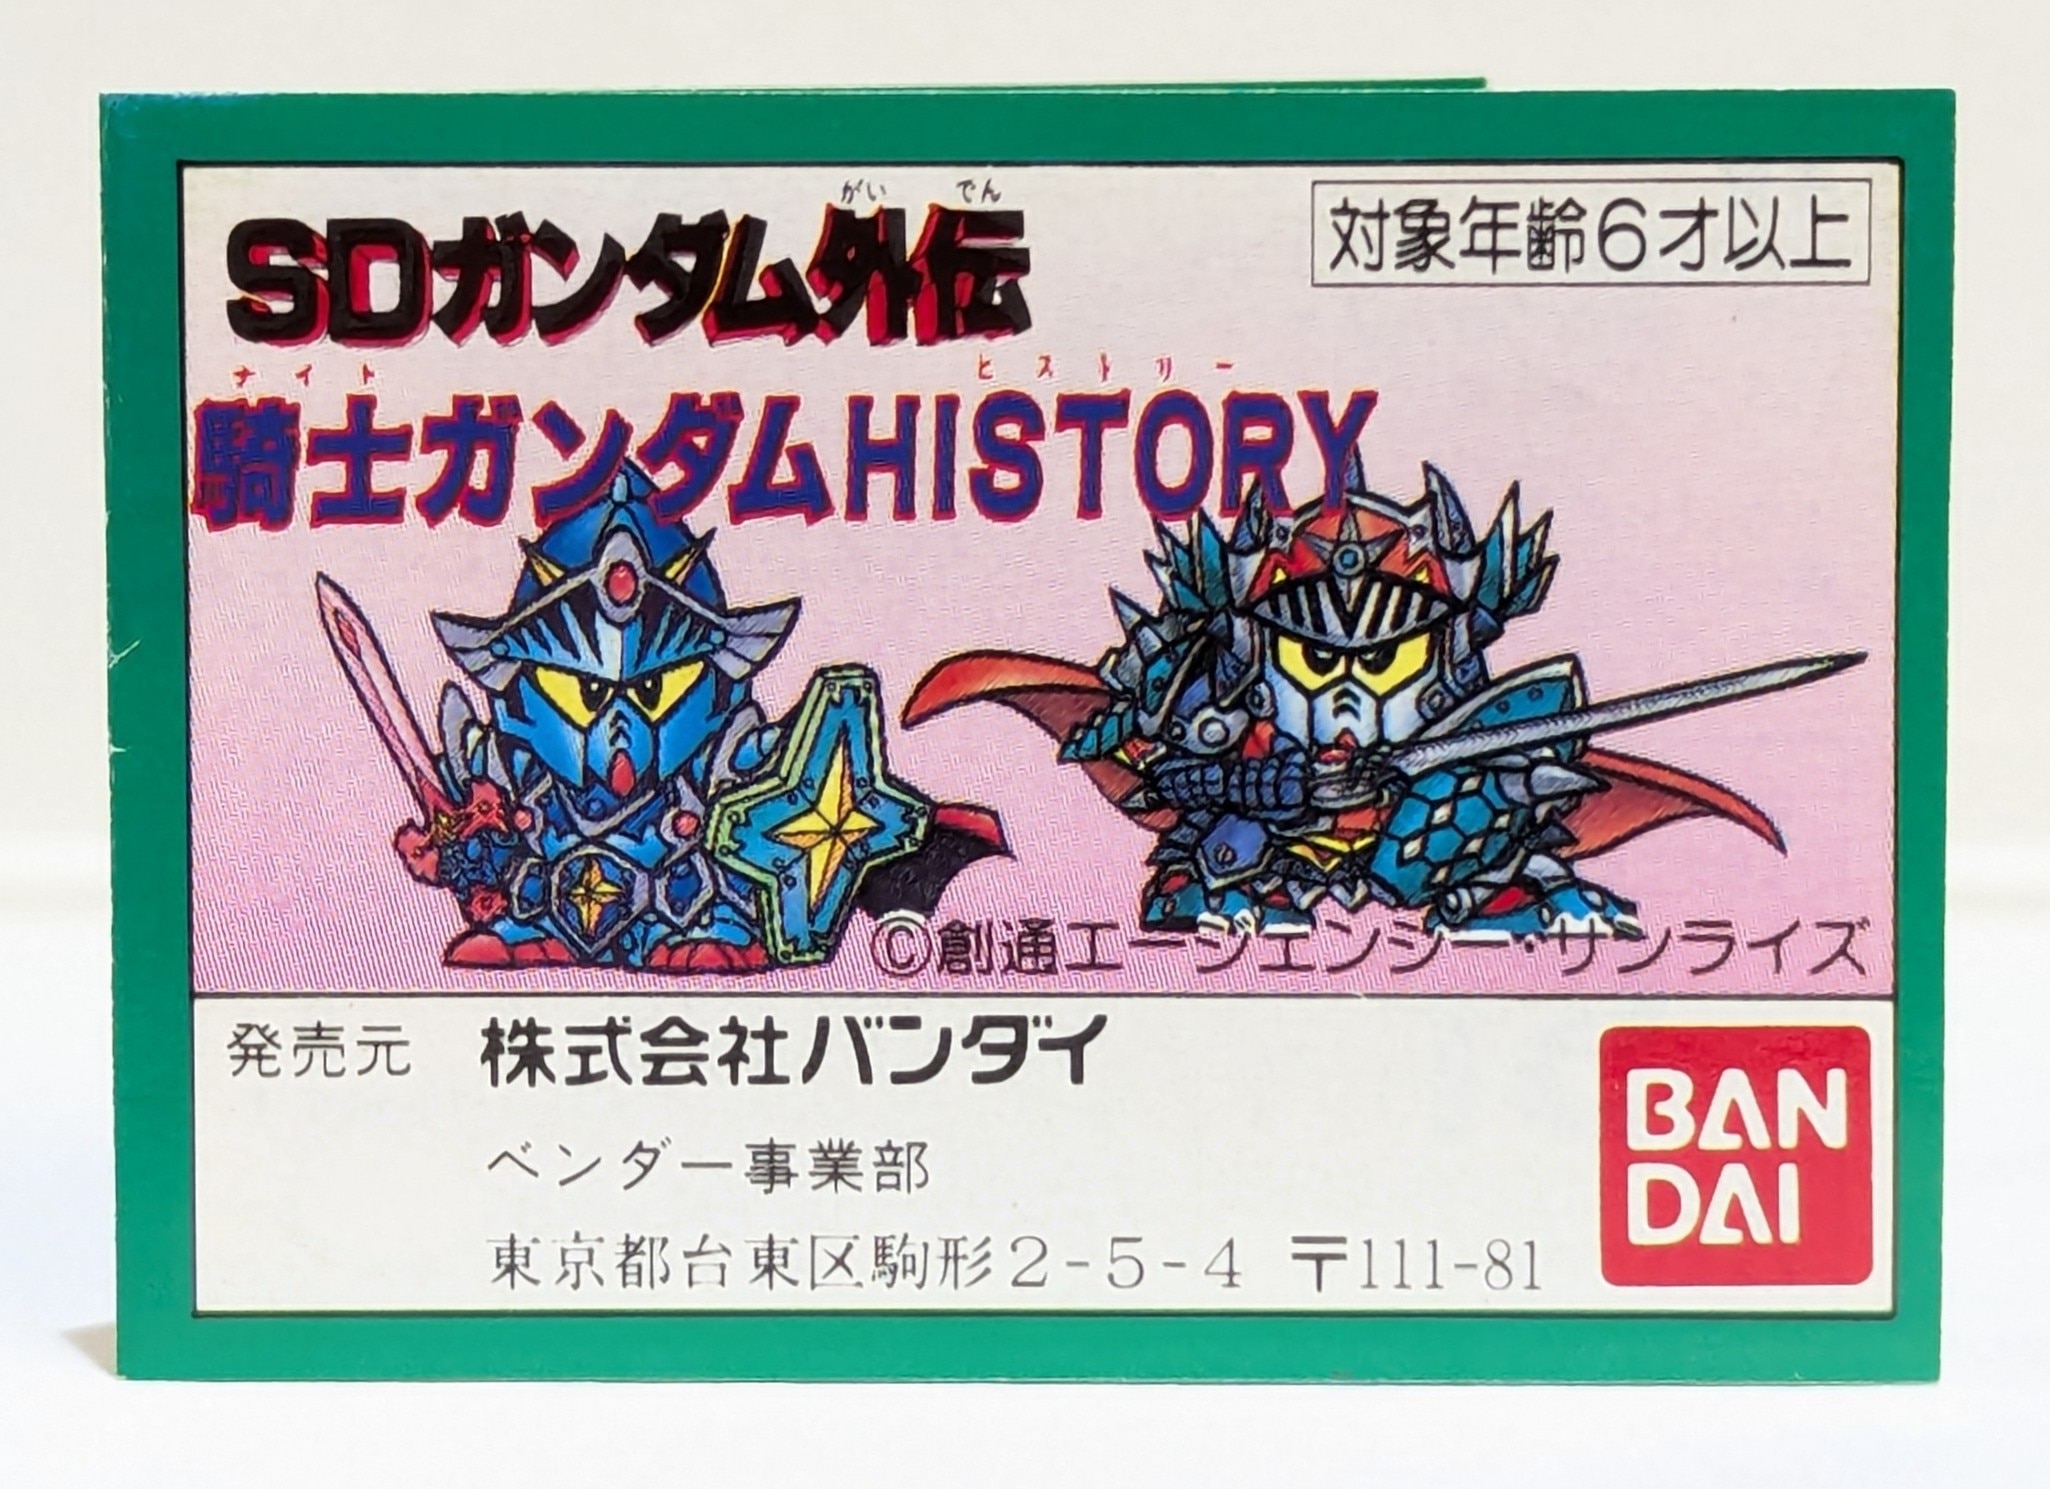 がい でん
SDガンダム外伝
対象年齢6才以上
ナイト ヒストリー
騎士ガンダムHISTORY
©創通エージェンシー・サンライズ
発売元 株式会社バンダイ
ベンダー事業部
東京都台東区駒形2-5-4 〒111-81
BAN
DAI